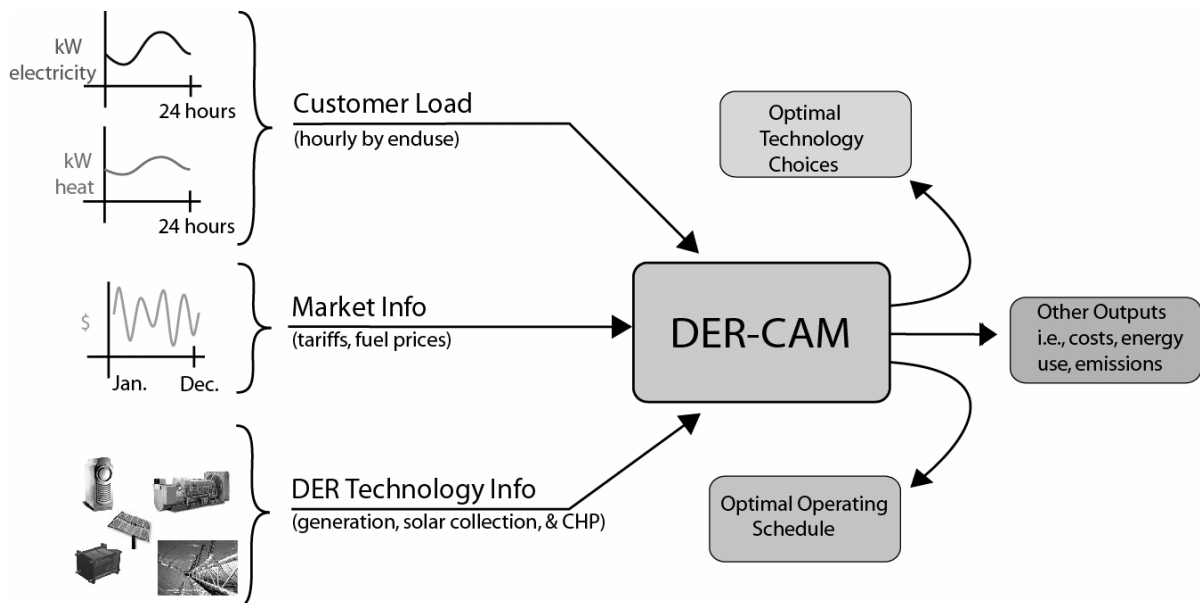 kW
electricity
24 hours
kW
heat
24 hours
Customer Load
(hourly by enduse)
$
Jan.
Dec.
Market Info
(tariffs, fuel prices)
DER Technology Info
(generation, solar collection, & CHP)
DER-CAM
Optimal
Technology
Choices
Other Outputs
i.e., costs, energy
use, emissions
Optimal Operating
Schedule